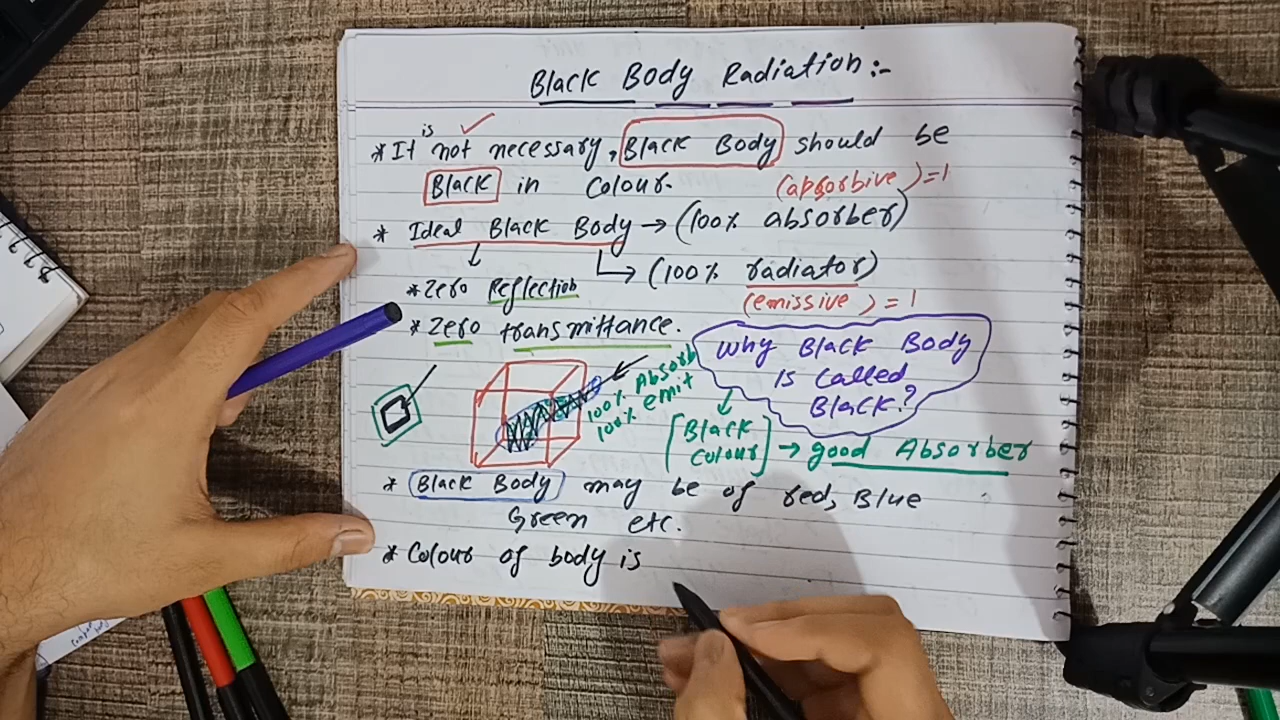 Black Body Radiation :-
* It is not necessary, Black Body should be
Black in Colour.
(apsorbive ) = 1
* Ideal Black Body → (100% absorber)
→ (100% radiator)
(emissive ) = 1
* Zero Reflection
* Zero transmittance.
100% Absorb
100% emit
Why Black Body
is Called
Black?
[Black Colour] → good Absorber
* Black Body may be of red, Blue
Green etc.
* Colour of body is